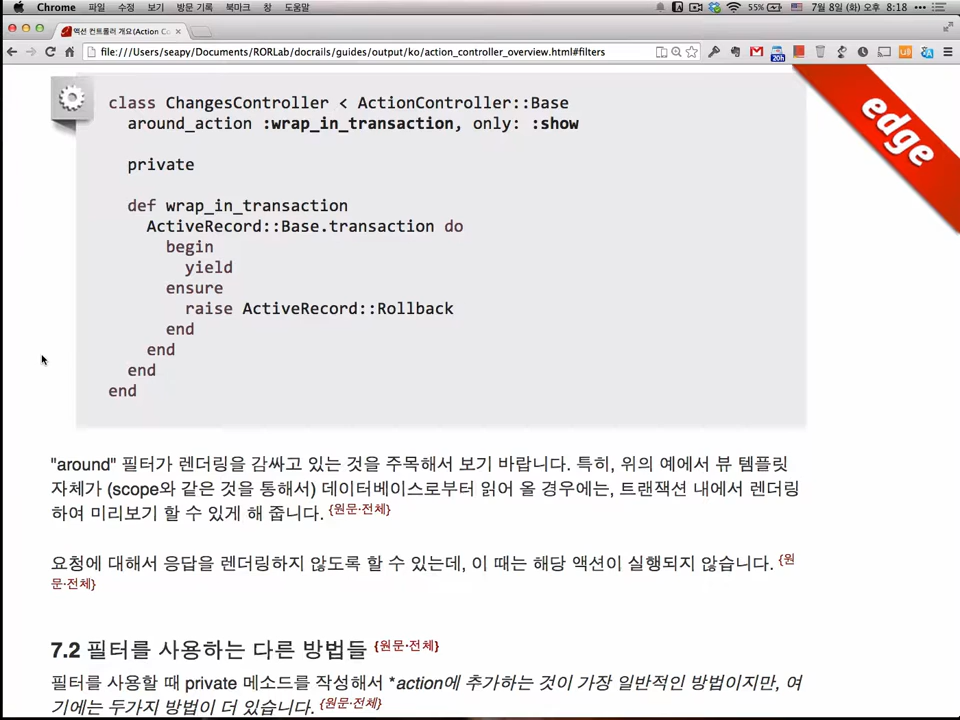 Chrome 파일 수정 보기 방문 기록 북마크 창 도움말 55% 7월 8일 (화) 오후 8:18
액션 컨트롤러 개요(Action Co
file:///Users/seapy/Documents/RORLab/docrails/guides/output/ko/action_controller_overview.html#filters
20h
edge
class ChangesController < ActionController::Base
around_action :wrap_in_transaction, only: :show
private
def wrap_in_transaction
ActiveRecord::Base.transaction do
begin
yield
ensure
raise ActiveRecord::Rollback
end
end
end
end
"around" 필터가 렌더링을 감싸고 있는 것을 주목해서 보기 바랍니다. 특히, 위의 예에서 뷰 템플릿
자체가 (scope와 같은 것을 통해서) 데이터베이스로부터 읽어 올 경우에는, 트랜잭션 내에서 렌더링
하여 미리보기 할 수 있게 해 줍니다. {원문·전체}
요청에 대해서 응답을 렌더링하지 않도록 할 수 있는데, 이 때는 해당 액션이 실행되지 않습니다. {원
문·전체}
7.2 필터를 사용하는 다른 방법들 {원문·전체}
필터를 사용할 때 private 메소드를 작성해서 *action에 추가하는 것이 가장 일반적인 방법이지만, 여
기에는 두가지 방법이 더 있습니다. {원문·전체}